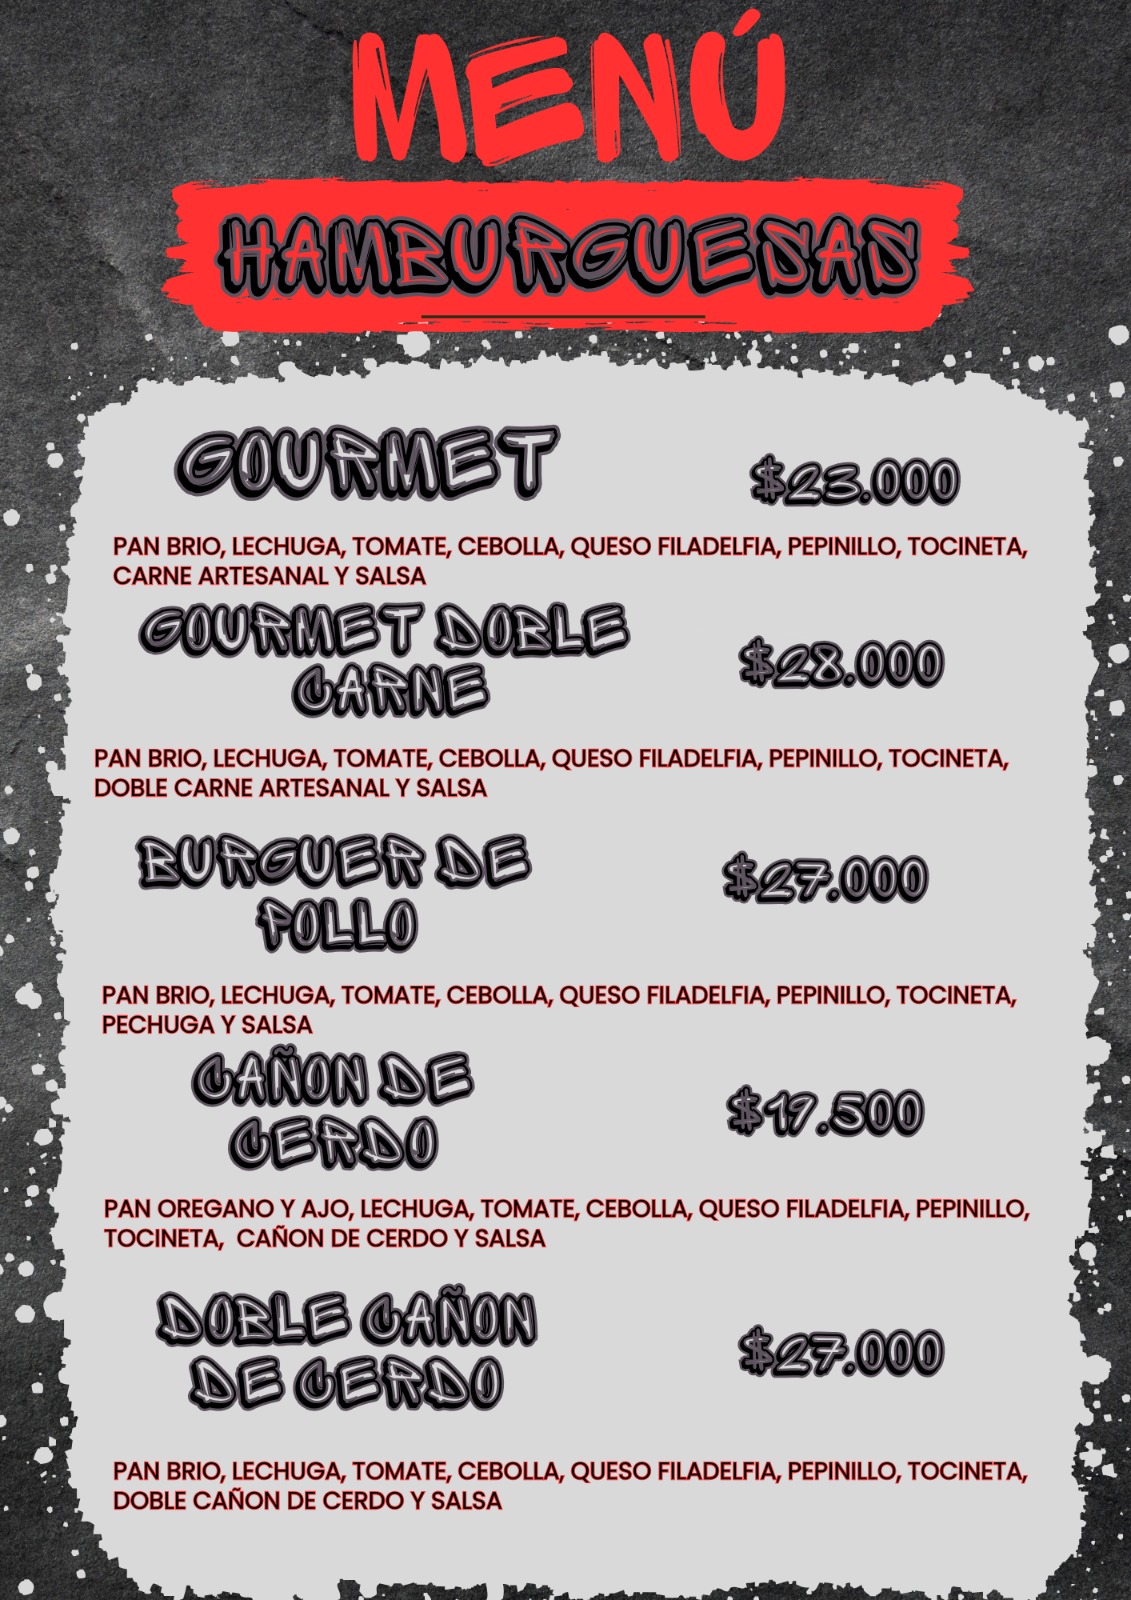 MENÚ
HAMBURGUESAS
GOURMET
$23.000
PAN BRIO, LECHUGA, TOMATE, CEBOLLA, QUESO FILADELFIA, PEPINILLO, TOCINETA,
CARNE ARTESANAL Y SALSA
GOURMET DOBLE
CARNE
$28.000
PAN BRIO, LECHUGA, TOMATE, CEBOLLA, QUESO FILADELFIA, PEPINILLO, TOCINETA,
DOBLE CARNE ARTESANAL Y SALSA
BURGUER DE
POLLO
$27.000
PAN BRIO, LECHUGA, TOMATE, CEBOLLA, QUESO FILADELFIA, PEPINILLO, TOCINETA,
PECHUGA Y SALSA
CAÑON DE
CERDO
$19.500
PAN OREGANO Y AJO, LECHUGA, TOMATE, CEBOLLA, QUESO FILADELFIA, PEPINILLO,
TOCINETA, CAÑON DE CERDO Y SALSA
DOBLE CAÑON
DE CERDO
$27.000
PAN BRIO, LECHUGA, TOMATE, CEBOLLA, QUESO FILADELFIA, PEPINILLO, TOCINETA,
DOBLE CAÑON DE CERDO Y SALSA